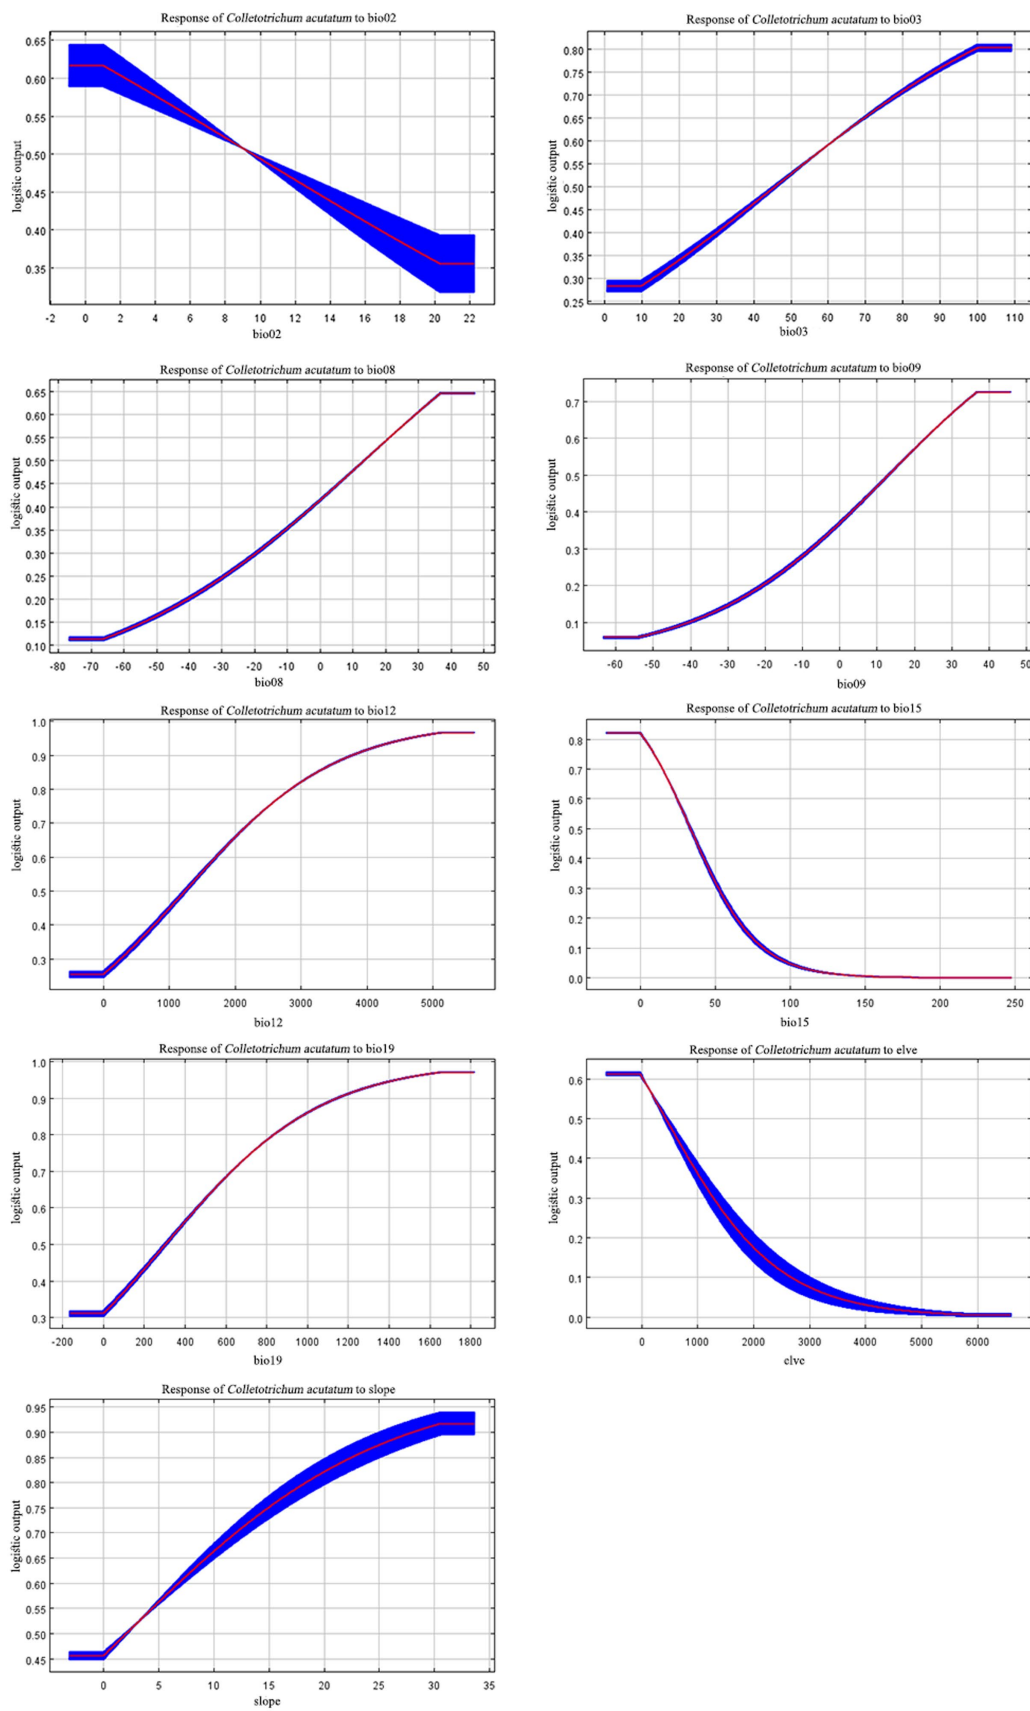 Response of Colletotrichum acutatum to bio02
0.65
0.60
0.55
0.50
0.45
0.40
0.35
logistic output
-2 0 2 4 6 8 10 12 14 16 18 20 22
bio02
Response of Colletotrichum acutatum to bio03
0.80
0.75
0.70
0.65
0.60
0.55
0.50
0.45
0.40
0.35
0.30
0.25
logistic output
0 10 20 30 40 50 60 70 80 90 100 110
bio03
Response of Colletotrichum acutatum to bio08
0.65
0.60
0.55
0.50
0.45
0.40
0.35
0.30
0.25
0.20
0.15
0.10
logistic output
-80 -70 -60 -50 -40 -30 -20 -10 0 10 20 30 40 50
bio08
Response of Colletotrichum acutatum to bio09
0.7
0.6
0.5
0.4
0.3
0.2
0.1
logistic output
-60 -50 -40 -30 -20 -10 0 10 20 30 40 50
bio09
Response of Colletotrichum acutatum to bio12
1.0
0.9
0.8
0.7
0.6
0.5
0.4
0.3
logistic output
0 1000 2000 3000 4000 5000
bio12
Response of Colletotrichum acutatum to bio15
0.8
0.7
0.6
0.5
0.4
0.3
0.2
0.1
0.0
logistic output
0 50 100 150 200 250
bio15
Response of Colletotrichum acutatum to bio19
1.0
0.9
0.8
0.7
0.6
0.5
0.4
0.3
logistic output
-200 0 200 400 600 800 1000 1200 1400 1600 1800
bio19
Response of Colletotrichum acutatum to elve
0.6
0.5
0.4
0.3
0.2
0.1
0.0
logistic output
0 1000 2000 3000 4000 5000 6000
elve
Response of Colletotrichum acutatum to slope
0.95
0.90
0.85
0.80
0.75
0.70
0.65
0.60
0.55
0.50
0.45
logistic output
0 5 10 15 20 25 30 35
slope